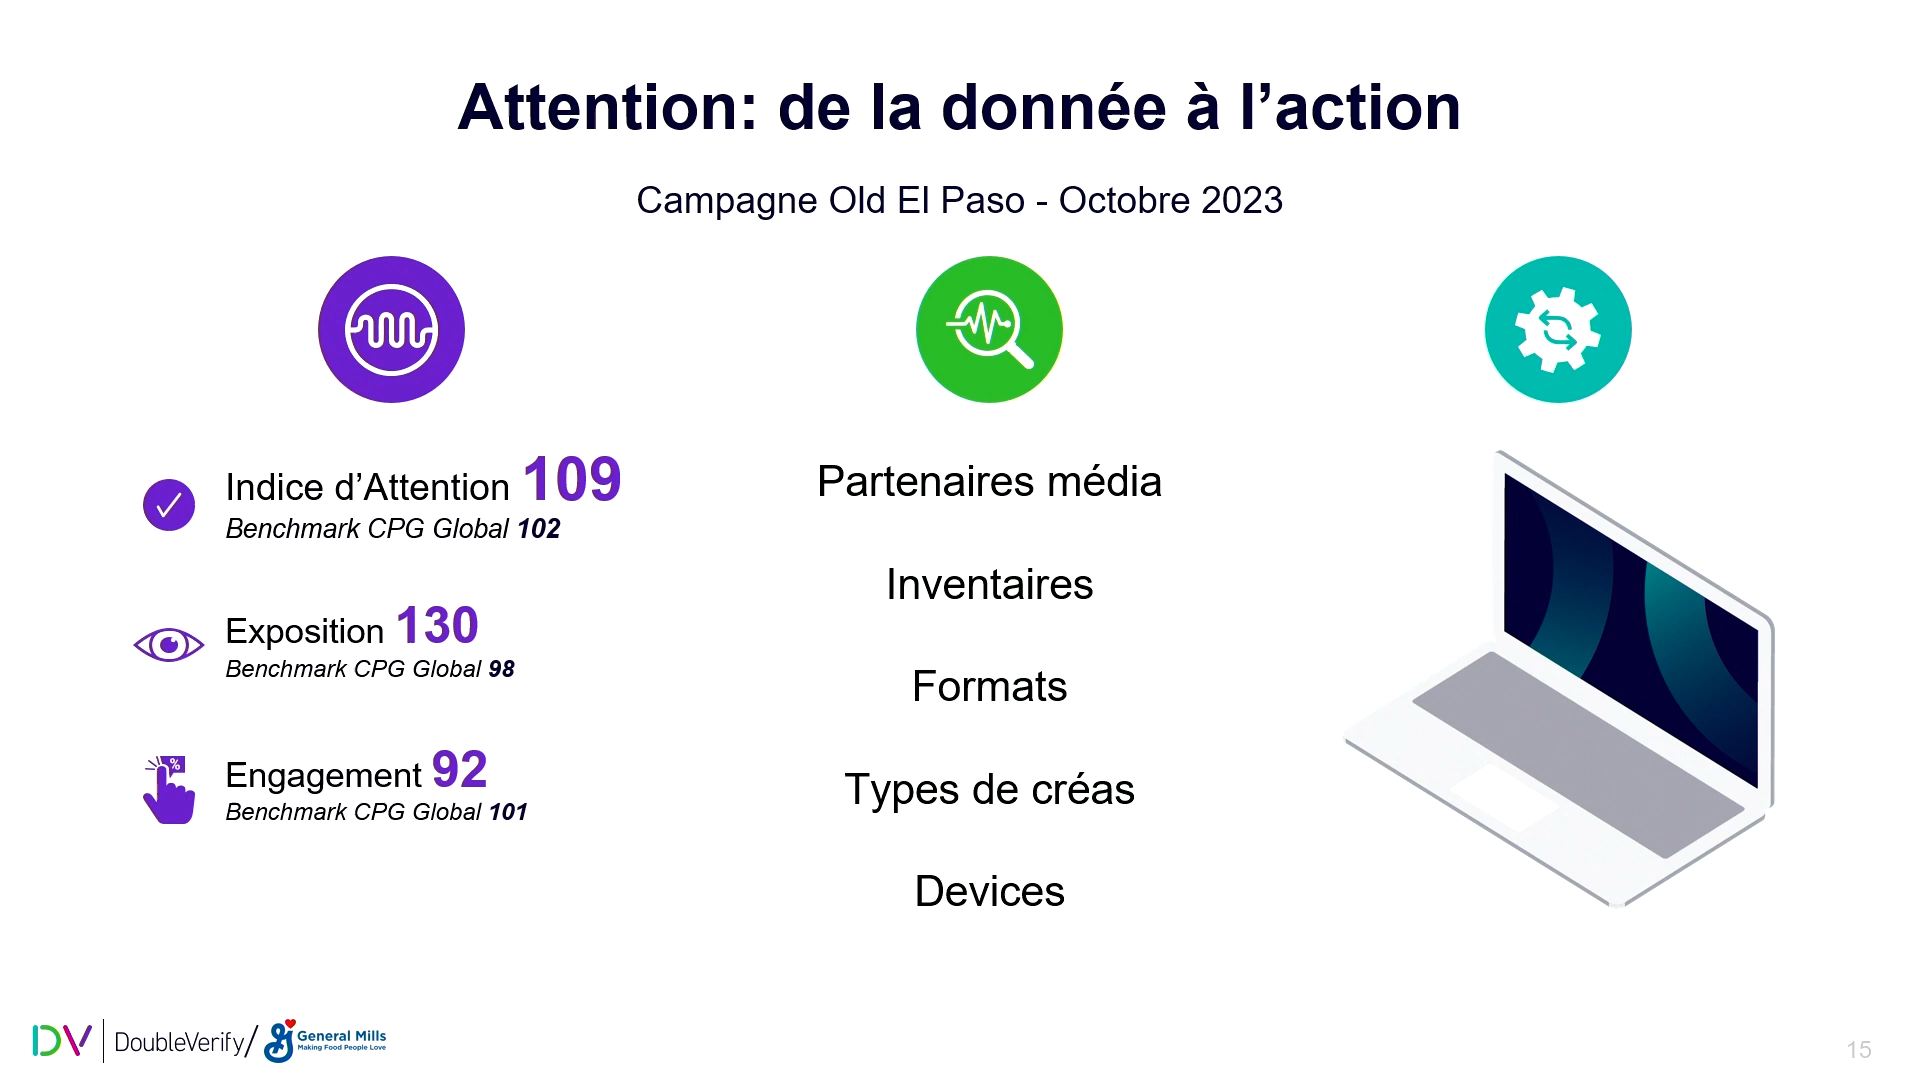 Attention: de la donnée à l’action
Campagne Old El Paso - Octobre 2023
Indice d’Attention 109
Benchmark CPG Global 102
Exposition 130
Benchmark CPG Global 98
%
Engagement 92
Benchmark CPG Global 101
Partenaires média
Inventaires
Formats
Types de créas
Devices
DV DoubleVerify/ General Mills
Making Food People Love
15